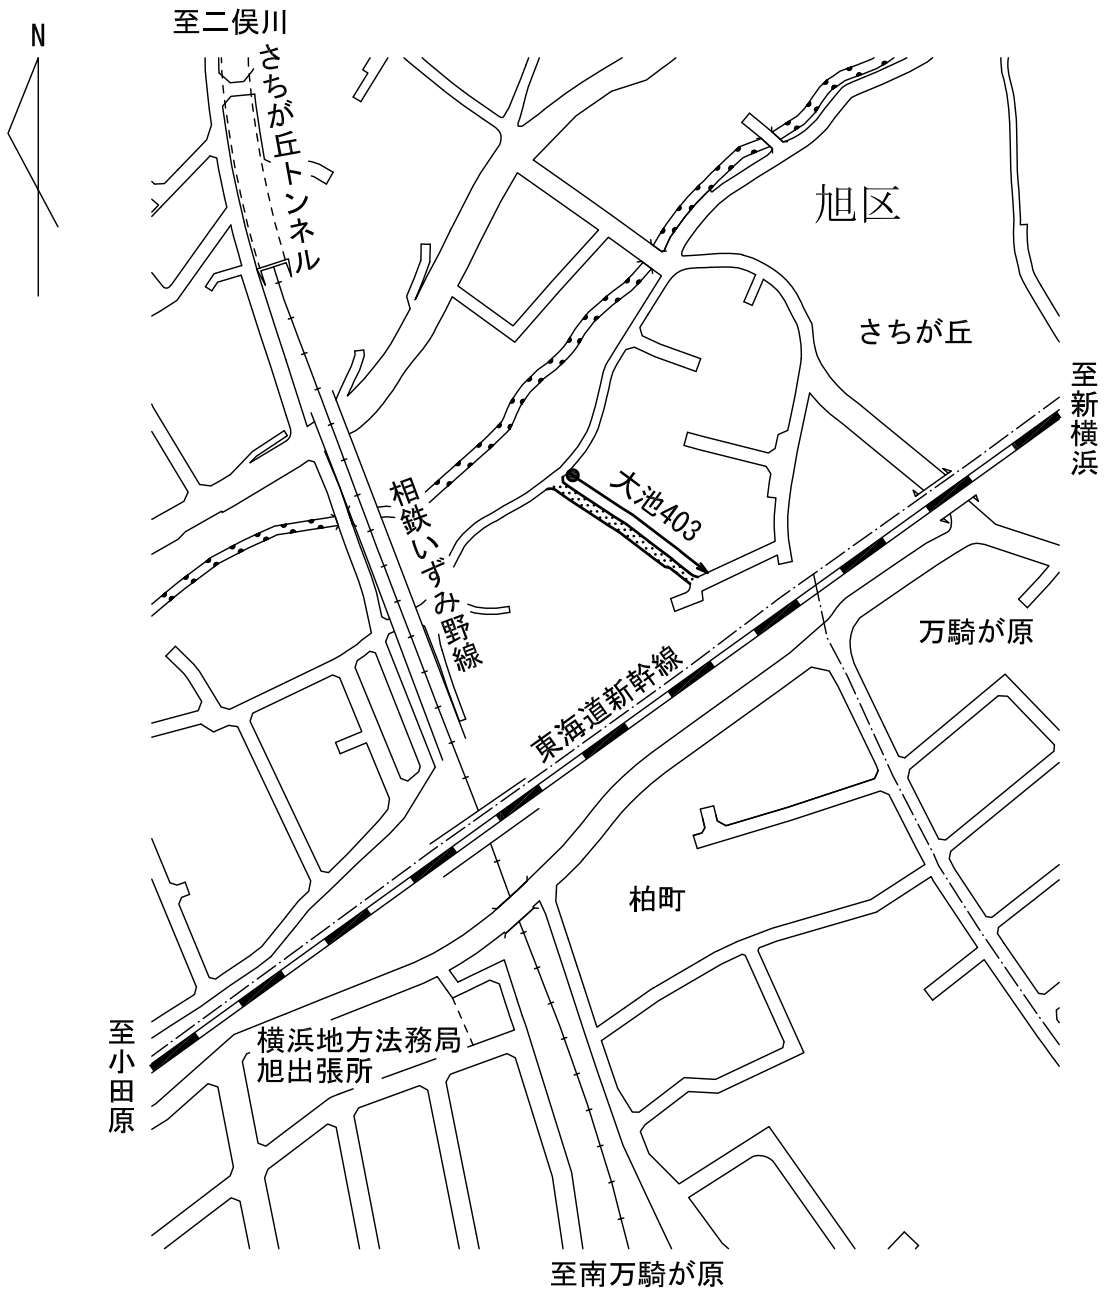 至二俣川
N
さちが丘トンネル
旭区
さちが丘
至新横浜
大池403
相鉄いずみ野線
万騎が原
東海道新幹線
柏町
横浜地方法務局
旭出張所
至小田原
至南万騎が原